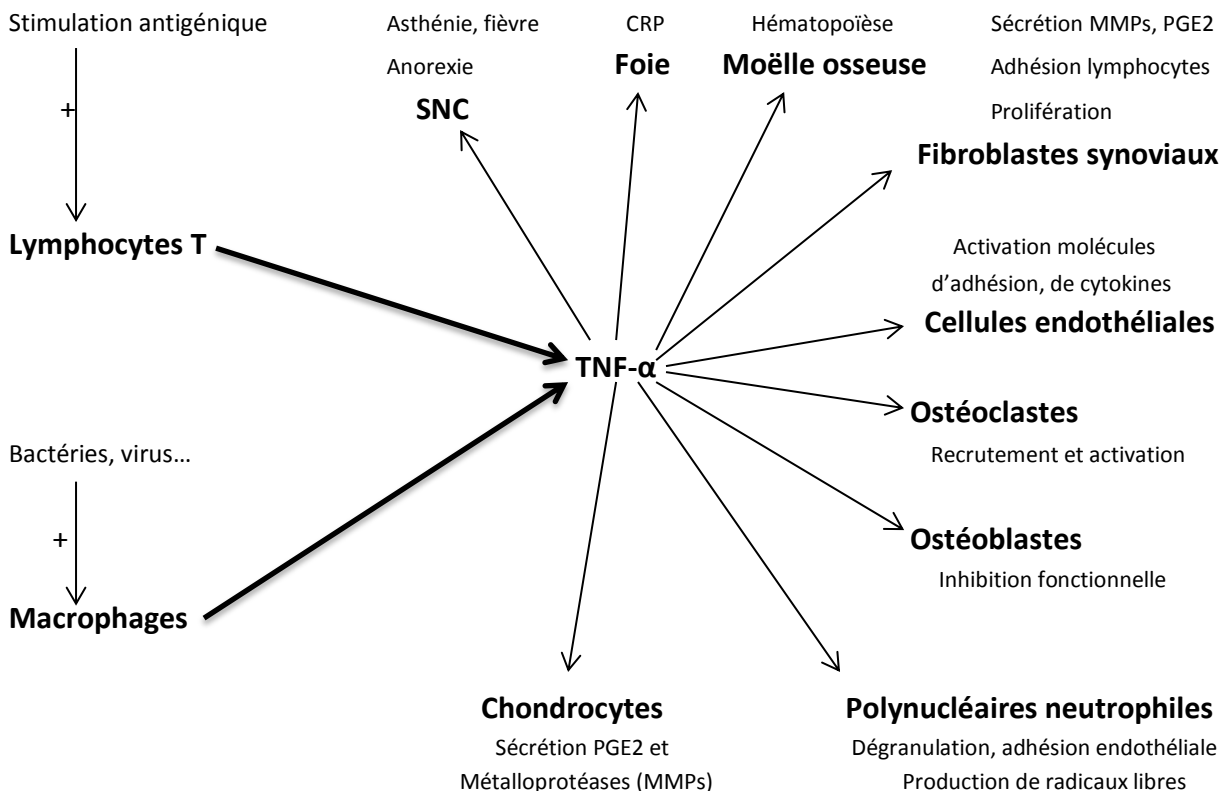 Stimulation antigénique
+
Lymphocytes T
Bactéries, virus…
+
Macrophages
Asthénie, fièvre
Anorexie
SNC
CRP
Foie
Hématopoïèse
Moëlle osseuse
Sécrétion MMPs, PGE2
Adhésion lymphocytes
Prolifération
Fibroblastes synoviaux
Activation molécules
d’adhésion, de cytokines
Cellules endothéliales
TNF-α
Ostéoclastes
Recrutement et activation
Ostéoblastes
Inhibition fonctionnelle
Chondrocytes
Sécrétion PGE2 et
Métalloprotéases (MMPs)
Polynucléaires neutrophiles
Dégranulation, adhésion endothéliale
Production de radicaux libres